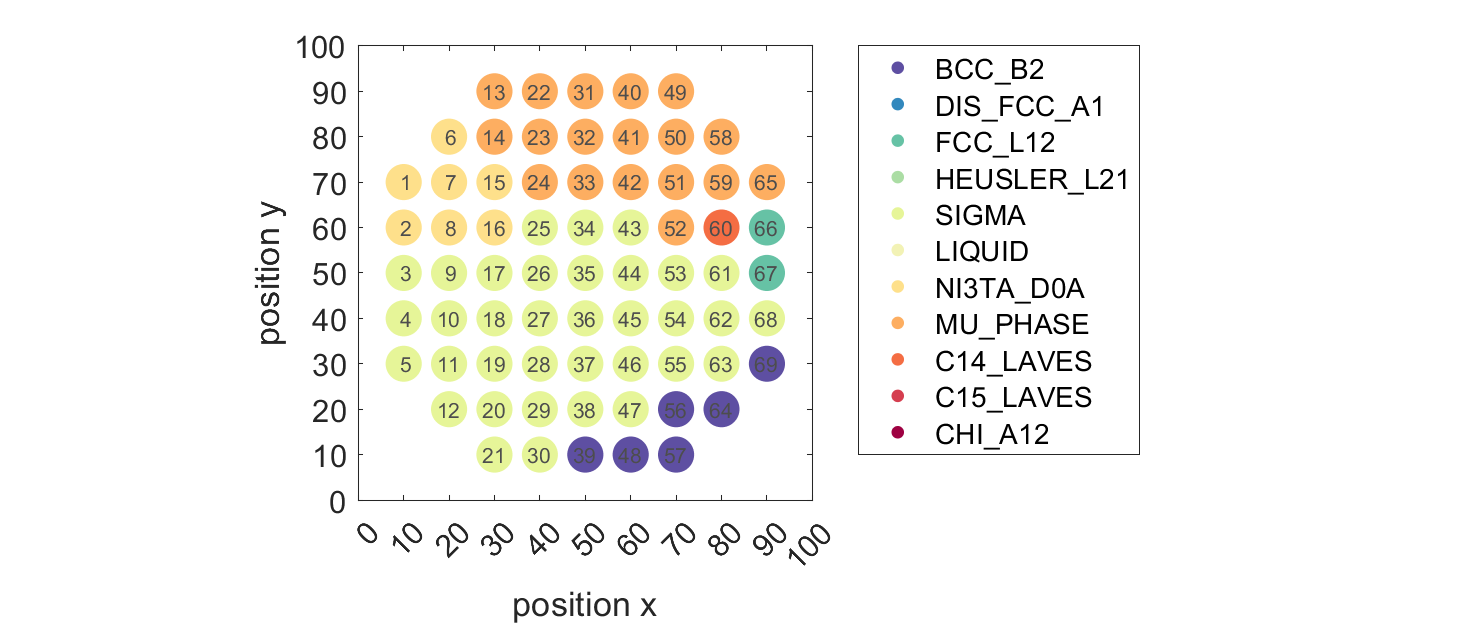 100
90 13 22 31 40 49
80 6 14 23 32 41 50 58
70 1 7 15 24 33 42 51 59 65
60 2 8 16 25 34 43 52 60 66
50 3 9 17 26 35 44 53 61 67
40 4 10 18 27 36 45 54 62 68
30 5 11 19 28 37 46 55 63 69
20 12 20 29 38 47 56 64
10 21 30 39 48 57
0
position y
0 10 20 30 40 50 60 70 80 90 100
position x
BCC_B2
DIS_FCC_A1
FCC_L12
HEUSLER_L21
SIGMA
LIQUID
NI3TA_D0A
MU_PHASE
C14_LAVES
C15_LAVES
CHI_A12